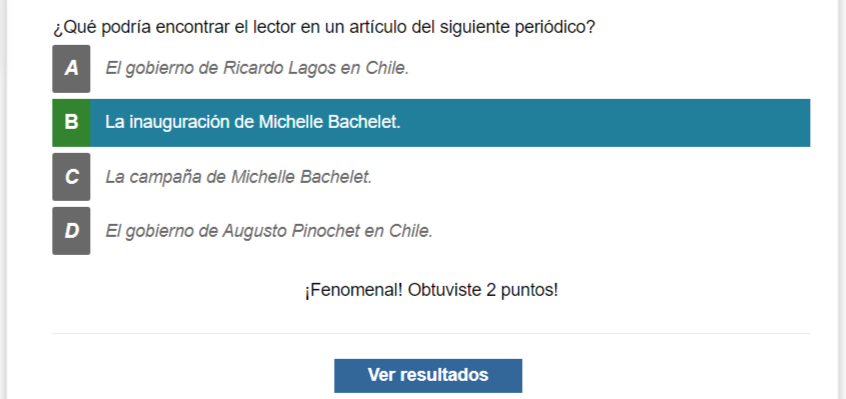 ¿Qué podría encontrar el lector en un artículo del siguiente periódico?
A El gobierno de Ricardo Lagos en Chile.
B La inauguración de Michelle Bachelet.
C La campaña de Michelle Bachelet.
D El gobierno de Augusto Pinochet en Chile.
¡Fenomenal! Obtuviste 2 puntos!
Ver resultados